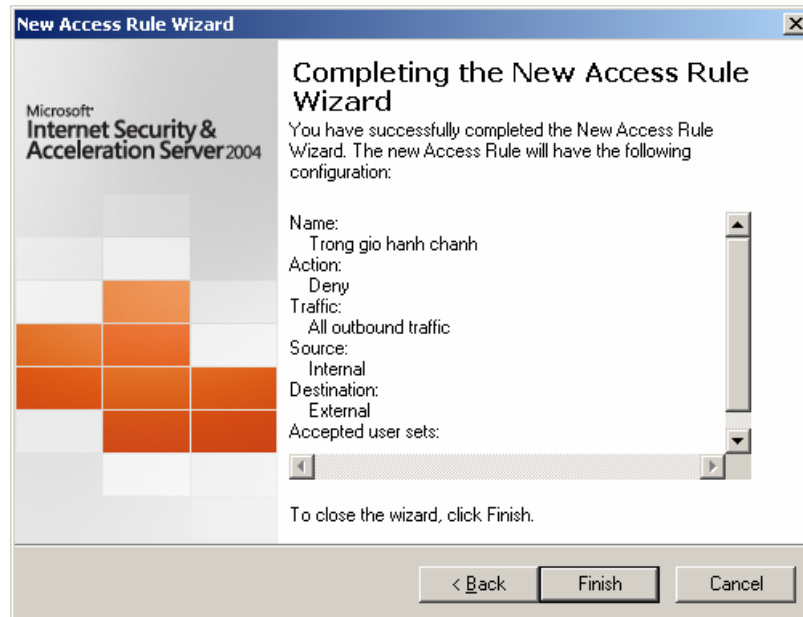 New Access Rule Wizard
Microsoft
Internet Security &
Acceleration Server 2004
Completing the New Access Rule
Wizard
You have successfully completed the New Access Rule
Wizard. The new Access Rule will have the following
configuration:
Name:
Trong gio hanh chanh
Action:
Deny
Traffic:
All outbound traffic
Source:
Internal
Destination:
External
Accepted user sets:
To close the wizard, click Finish.
< Back
Finish
Cancel